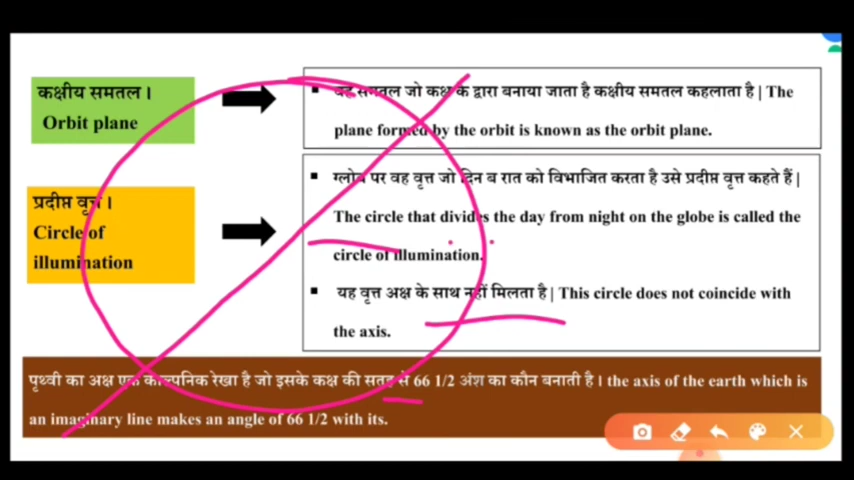 कक्षीय समतल।
Orbit plane
▪ वह समतल जो कक्ष के द्वारा बनाया जाता है कक्षीय समतल कहलाता है | The
plane formed by the orbit is known as the orbit plane.
प्रदीप्त वृत्त।
Circle of
illumination
▪ ग्लोब पर वह वृत्त जो दिन ब रात को विभाजित करता है उसे प्रदीप्त वृत्त कहते हैं |
The circle that divides the day from night on the globe is called the
circle of illumination.
▪ यह वृत्त अक्ष के साथ नहीं मिलता है | This circle does not coincide with
the axis.
पृथ्वी का अक्ष एक काल्पनिक रेखा है जो इसके कक्ष की सतह से 66 1/2 अंश का कौन बनाती है । the axis of the earth which is
an imaginary line makes an angle of 66 1/2 with its.